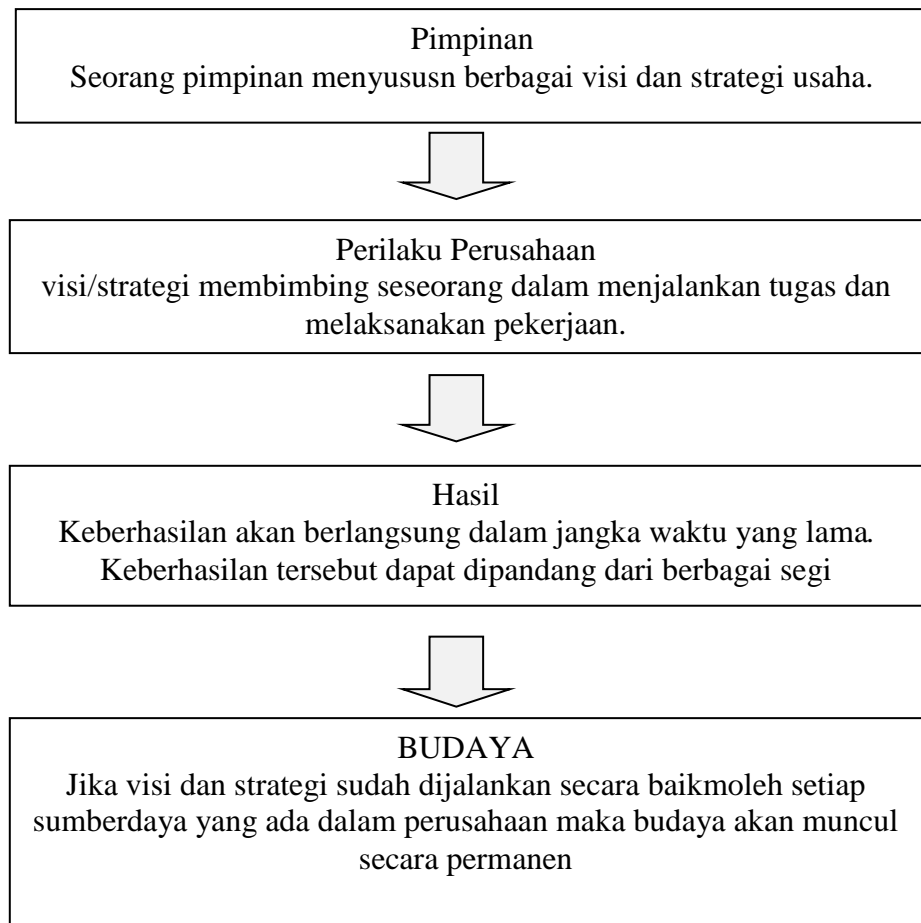 Pimpinan
Seorang pimpinan menyususn berbagai visi dan strategi usaha.
Perilaku Perusahaan
visi/strategi membimbing seseorang dalam menjalankan tugas dan
melaksanakan pekerjaan.
Hasil
Keberhasilan akan berlangsung dalam jangka waktu yang lama.
Keberhasilan tersebut dapat dipandang dari berbagai segi
BUDAYA
Jika visi dan strategi sudah dijalankan secara baikmoleh setiap
sumberdaya yang ada dalam perusahaan maka budaya akan muncul
secara permanen